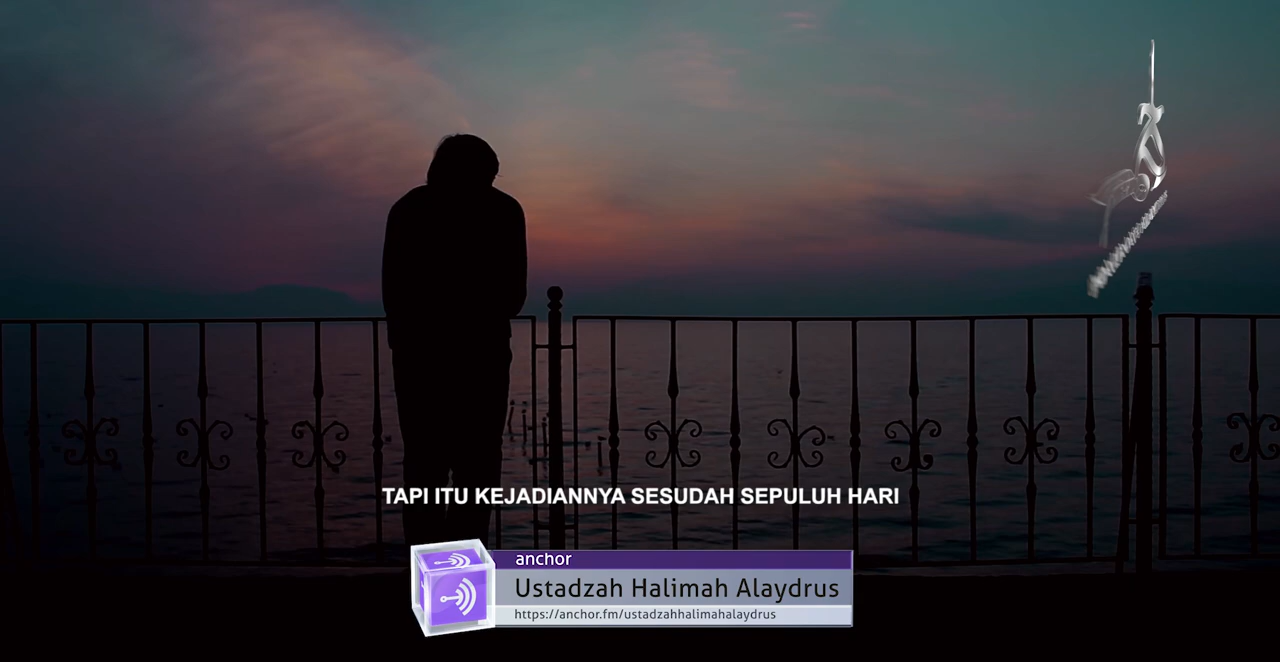 TAPI ITU KEJADIANNYA SESUDAH SEPULUH HARI
anchor
Ustadzah Halimah Alaydrus
https://anchor.fm/ustadzahhalimahalaydrus